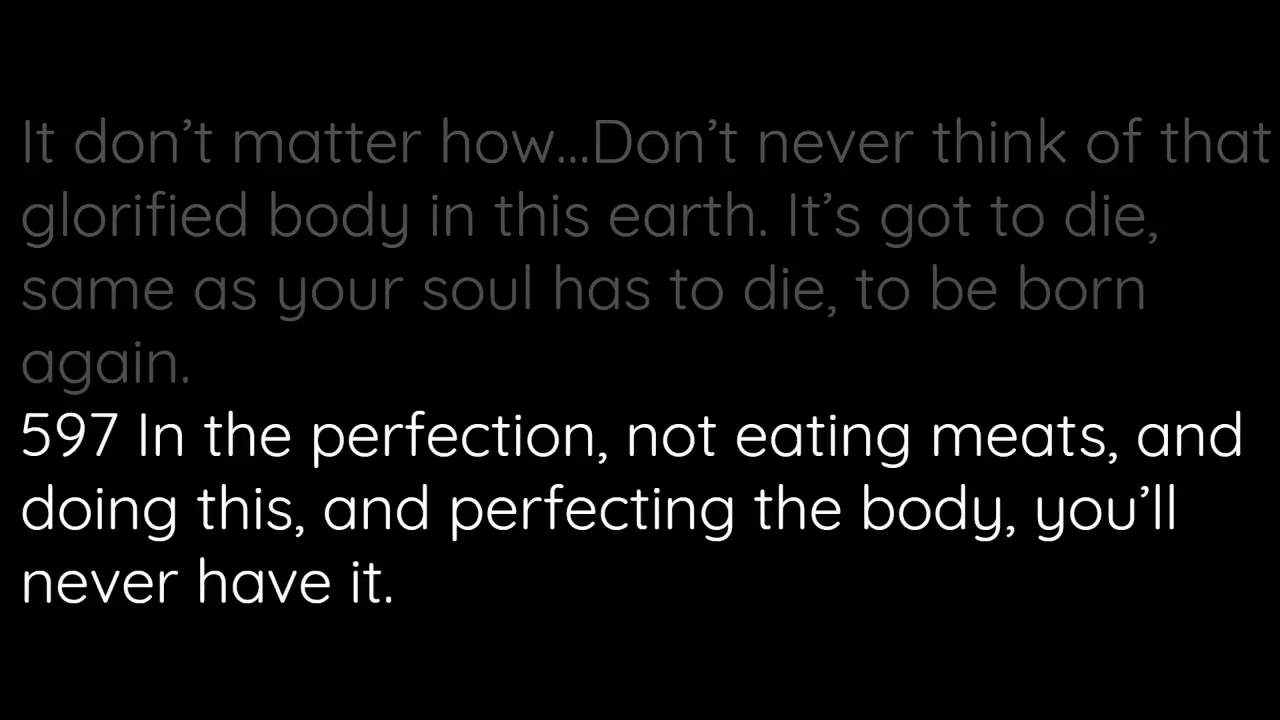 It don’t matter how...Don’t never think of that
glorified body in this earth. It’s got to die,
same as your soul has to die, to be born
again.
597 In the perfection, not eating meats, and
doing this, and perfecting the body, you’ll
never have it.